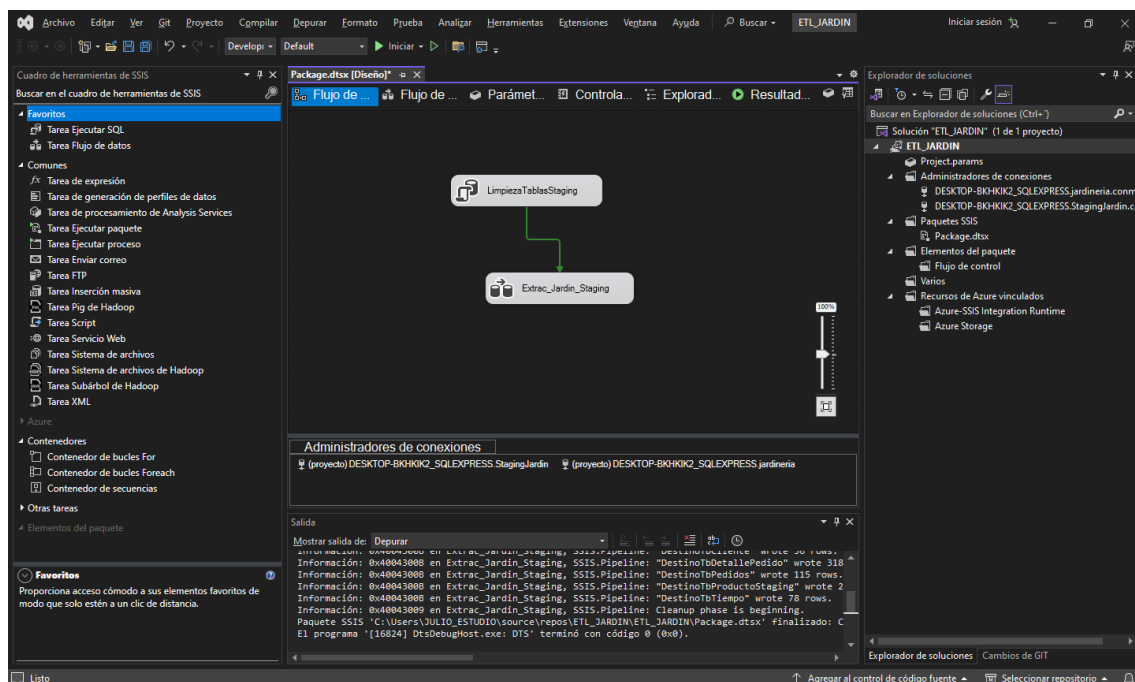 Archivo Editar Ver Git Proyecto Compilar Depurar Formato Prueba Analizar Herramientas Extensiones Ventana Ayuda Buscar ETL_JARDIN Iniciar sesión
Develop Default Iniciar
Cuadro de herramientas de SSIS
Buscar en el cuadro de herramientas de SSIS
Favoritos
Tarea Ejecutar SQL
Tarea Flujo de datos
Comunes
Tarea de expresión
Tarea de generación de perfiles de datos
Tarea de procesamiento de Analysis Services
Tarea Ejecutar paquete
Tarea Ejecutar proceso
Tarea Enviar correo
Tarea FTP
Tarea Inserción masiva
Tarea Pig de Hadoop
Tarea Script
Tarea Servicio Web
Tarea Sistema de archivos
Tarea Sistema de archivos de Hadoop
Tarea Subárbol de Hadoop
Tarea XML
Azure
Contenedores
Contenedor de bucles For
Contenedor de bucles Foreach
Contenedor de secuencias
Otras tareas
Elementos del paquete
Favoritos
Proporciona acceso cómodo a sus elementos favoritos de
modo que solo estén a un clic de distancia.
Package.dtsx [Diseño]*
Flujo de ... Flujo de ... Parámet... Controla... Explorad... Resultad...
LimpiezaTablasStaging
Extrac_Jardin_Staging
100%
Administradores de conexiones
(proyecto) DESKTOP-BKHKIK2_SQLEXPRESS.StagingJardin (proyecto) DESKTOP-BKHKIK2_SQLEXPRESS.jardineria
Salida
Mostrar salida de: Depurar
Información: 0x4004300B en Extrac_Jardin_Staging, SSIS.Pipeline: "DestinoTbCliente" wrote 36 rows.
Información: 0x4004300B en Extrac_Jardin_Staging, SSIS.Pipeline: "DestinoTbDetallePedido" wrote 318
Información: 0x4004300B en Extrac_Jardin_Staging, SSIS.Pipeline: "DestinoTbPedidos" wrote 115 rows.
Información: 0x4004300B en Extrac_Jardin_Staging, SSIS.Pipeline: "DestinoTbProductoStaging" wrote 2
Información: 0x4004300B en Extrac_Jardin_Staging, SSIS.Pipeline: "DestinoTbTiempo" wrote 78 rows.
Información: 0x40043009 en Extrac_Jardin_Staging, SSIS.Pipeline: Cleanup phase is beginning.
Paquete SSIS 'C:\Users\JULIO_ESTUDIO\source\repos\ETL_JARDIN\ETL_JARDIN\Package.dtsx' finalizado: C
El programa '[16824] DtsDebugHost.exe: DTS' terminó con código 0 (0x0).
Explorador de soluciones
Buscar en Explorador de soluciones (Ctrl+´)
Solución "ETL_JARDIN" (1 de 1 proyecto)
ETL_JARDIN
Project.params
Administradores de conexiones
DESKTOP-BKHKIK2_SQLEXPRESS.jardineria.conm
DESKTOP-BKHKIK2_SQLEXPRESS.StagingJardin.c
Paquetes SSIS
Package.dtsx
Elementos del paquete
Flujo de control
Varios
Recursos de Azure vinculados
Azure-SSIS Integration Runtime
Azure Storage
Explorador de soluciones Cambios de GIT
Listo Agregar al control de código fuente Seleccionar repositorio